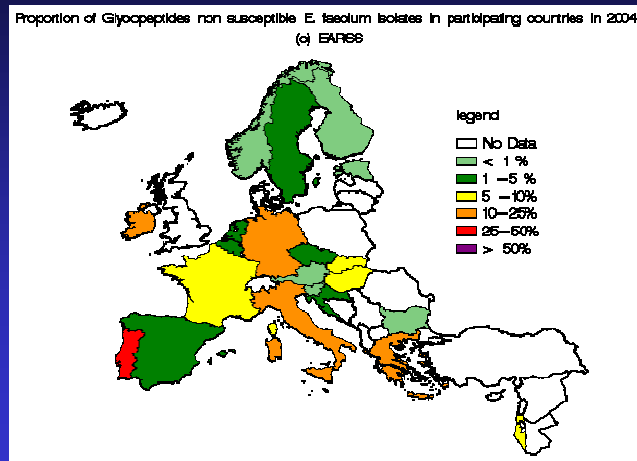 Proportion of Glycopeptides non susceptible E. faecium isolates in participating countries in 2004
(c) EARSS
legend
No Data
< 1 %
1 -5 %
5 -10%
10-25%
25-50%
> 50%